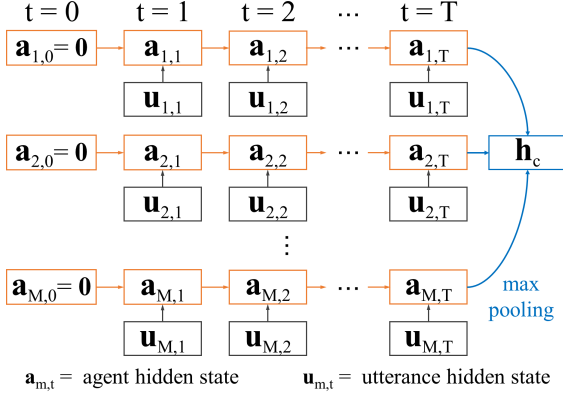 t = 0 t = 1 t = 2 ... t = T
a1,0= 0 a1,1 a1,2 ... a1,T
u1,1 u1,2 u1,T
a2,0= 0 a2,1 a2,2 ... a2,T hc
u2,1 u2,2 u2,T
⋮
aM,0= 0 aM,1 aM,2 ... aM,T
max
pooling
uM,1 uM,2 uM,T
am,t = agent hidden state um,t = utterance hidden state